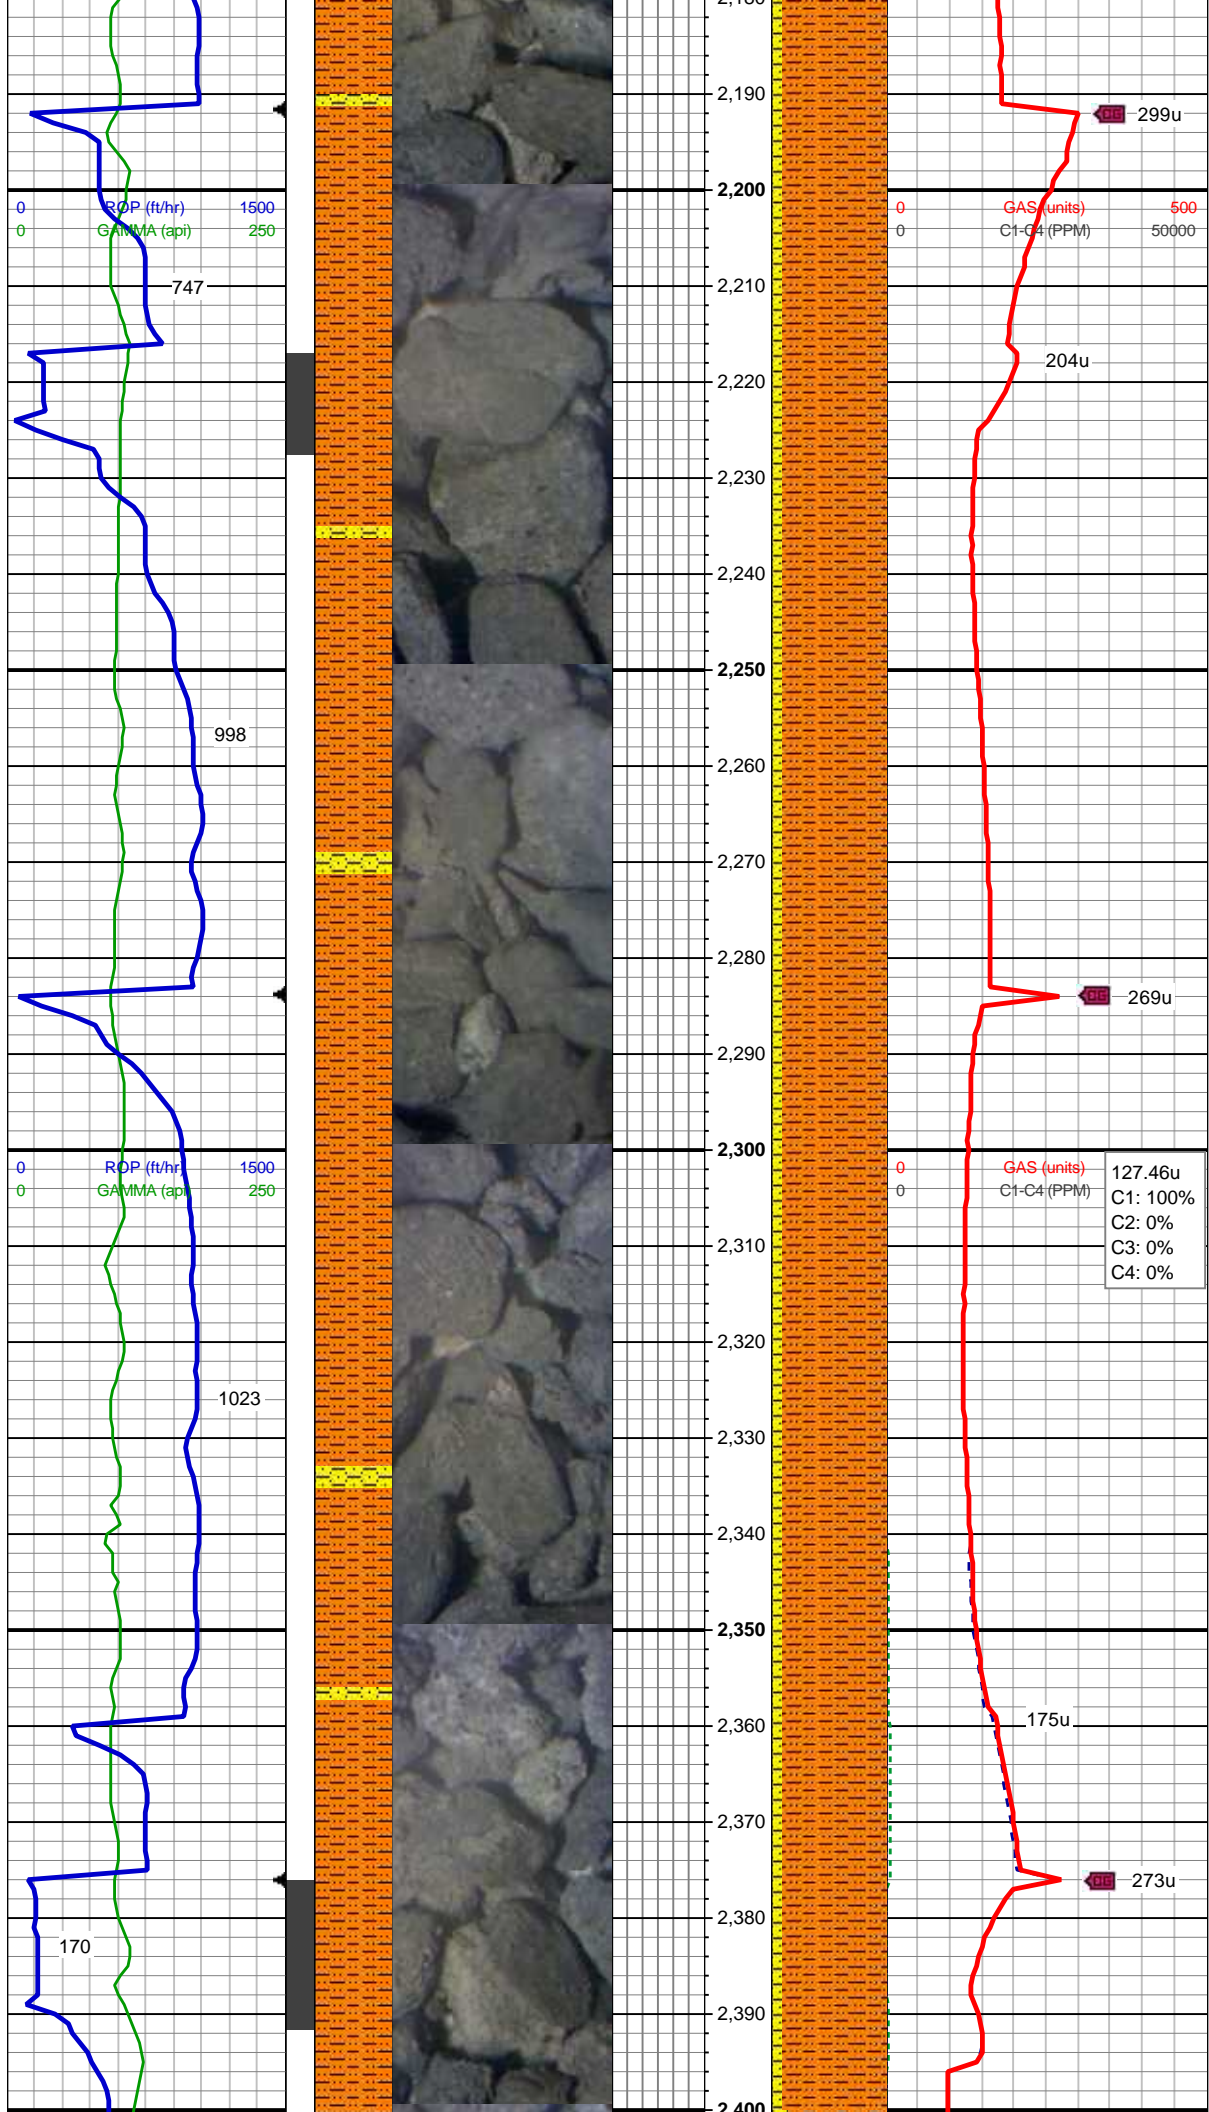 2,190
CG 299u
2,200
0 ROP (ft/hr) 1500
0 GAMMA (api) 250
0 GAS (units) 500
0 C1-C4 (PPM) 50000
747
2,210
204u
2,220
2,230
2,240
2,250
998
2,260
2,270
2,280
CG 269u
2,290
2,300
0 ROP (ft/hr) 1500
0 GAMMA (api 250
0 GAS (units)
0 C1-C4 (PPM)
127.46u
C1: 100%
C2: 0%
C3: 0%
C4: 0%
2,310
2,320
1023
2,330
2,340
2,350
175u
2,360
2,370
CG 273u
2,380
170
2,390
2,400